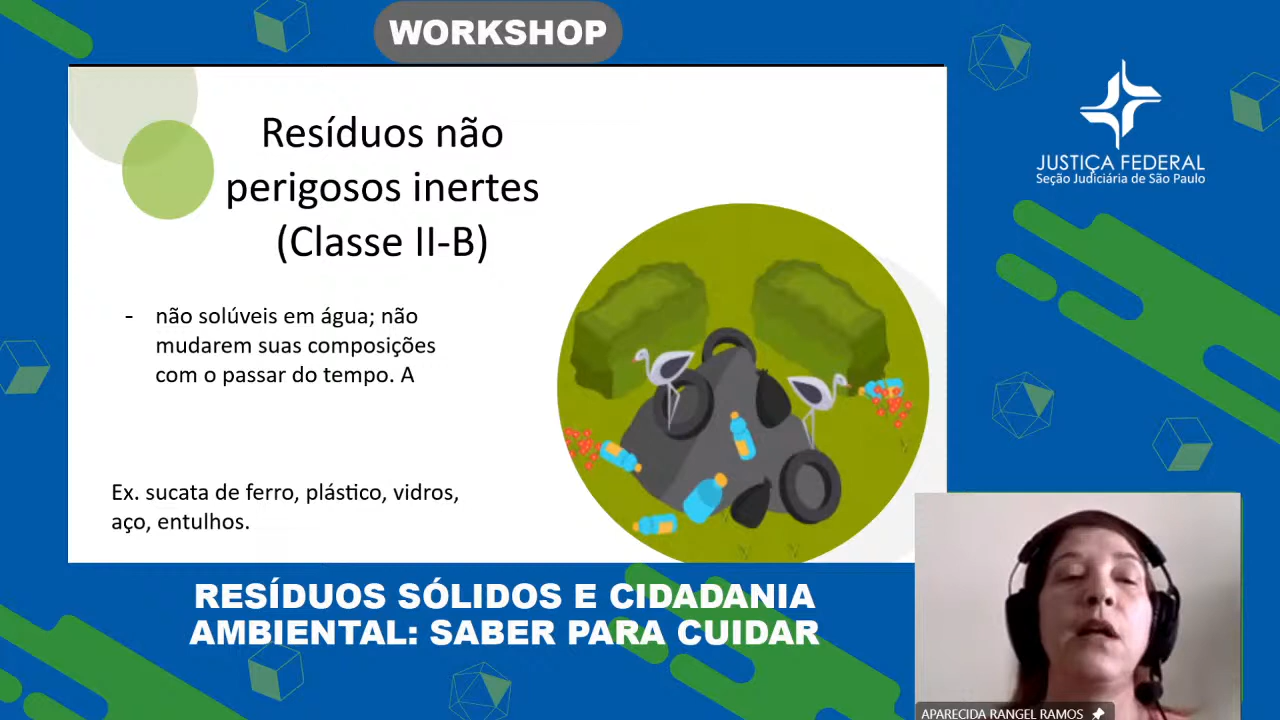 WORKSHOP
Resíduos não
perigosos inertes
(Classe II-B)
- não solúveis em água; não
mudarem suas composições
com o passar do tempo. A
Ex. sucata de ferro, plástico, vidros,
aço, entulhos.
JUSTIÇA FEDERAL
Seção Judiciária de São Paulo
RESÍDUOS SÓLIDOS E CIDADANIA
AMBIENTAL: SABER PARA CUIDAR
APARECIDA RANGEL RAMOS